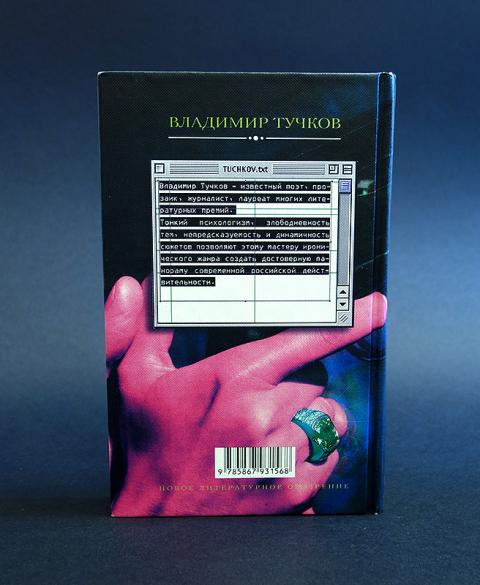 ВЛАДИМИР ТУЧКОВ
TUCHKOV.txt
Владимир Тучков – известный поэт, про-
заик, журналист, лауреат многих лите-
ратурных премий.
Тонкий психологизм, злободневность
тем, непредсказуемость и динамичность
сюжетов позволяют этому мастеру ирони-
ческого жанра создать достоверную па-
нораму современной российской дейст-
вительности.
9 785867 931568
НОВОЕ ЛИТЕРАТУРНОЕ ОБОЗРЕНИЕ